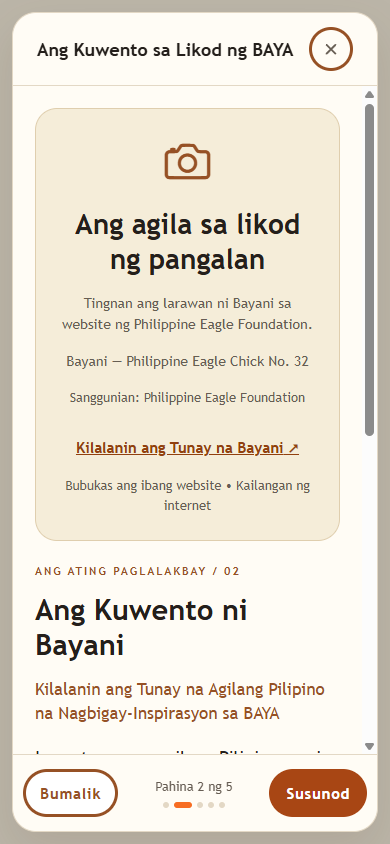 Ang Kuwento sa Likod ng BAYA
Ang agila sa likod
ng pangalan
Tingnan ang larawan ni Bayani sa
website ng Philippine Eagle Foundation.
Bayani — Philippine Eagle Chick No. 32
Sanggunian: Philippine Eagle Foundation
Kilalanin ang Tunay na Bayani ↗
Bubukas ang ibang website • Kailangan ng
internet
ANG ATING PAGLALAKBAY / 02
Ang Kuwento ni
Bayani
Kilalanin ang Tunay na Agilang Pilipino
na Nagbigay-Inspirasyon sa BAYA
Bumalik
Pahina 2 ng 5
Susunod